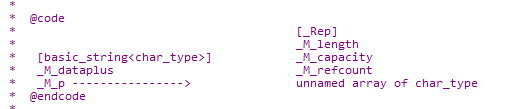 *
*  @code
*                                        [_Rep]
*                                        _M_length
*   [basic_string<char_type>]            _M_capacity
*   _M_dataplus                          _M_refcount
*   _M_p ---------------->               unnamed array of char_type
*  @endcode
*